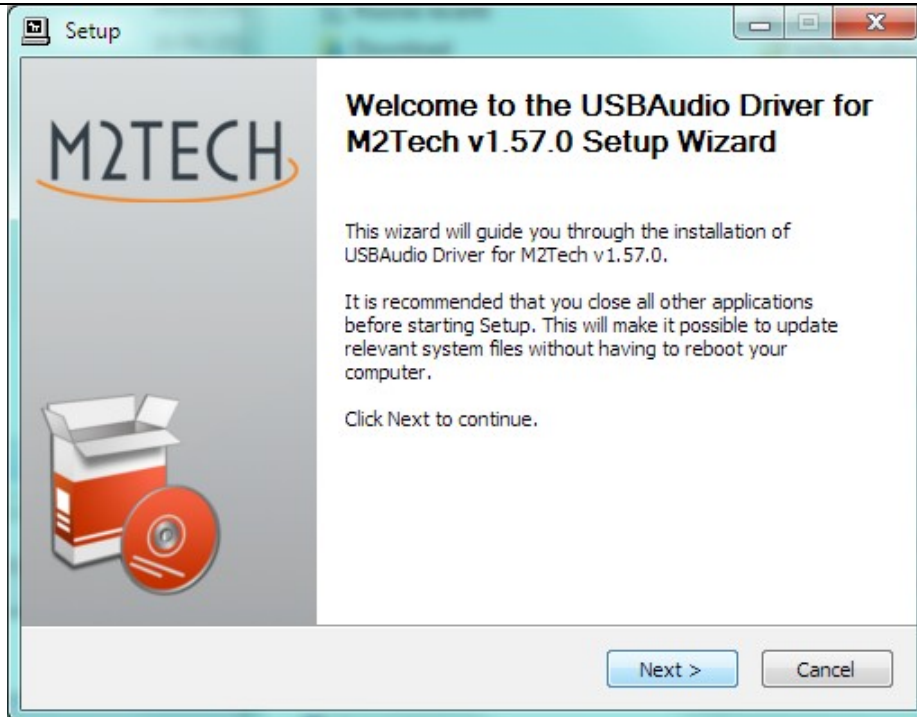 Setup
M2TECH
Welcome to the USBAudio Driver for
M2Tech v1.57.0 Setup Wizard
This wizard will guide you through the installation of
USBAudio Driver for M2Tech v1.57.0.
It is recommended that you close all other applications
before starting Setup. This will make it possible to update
relevant system files without having to reboot your
computer.
Click Next to continue.
Next >
Cancel